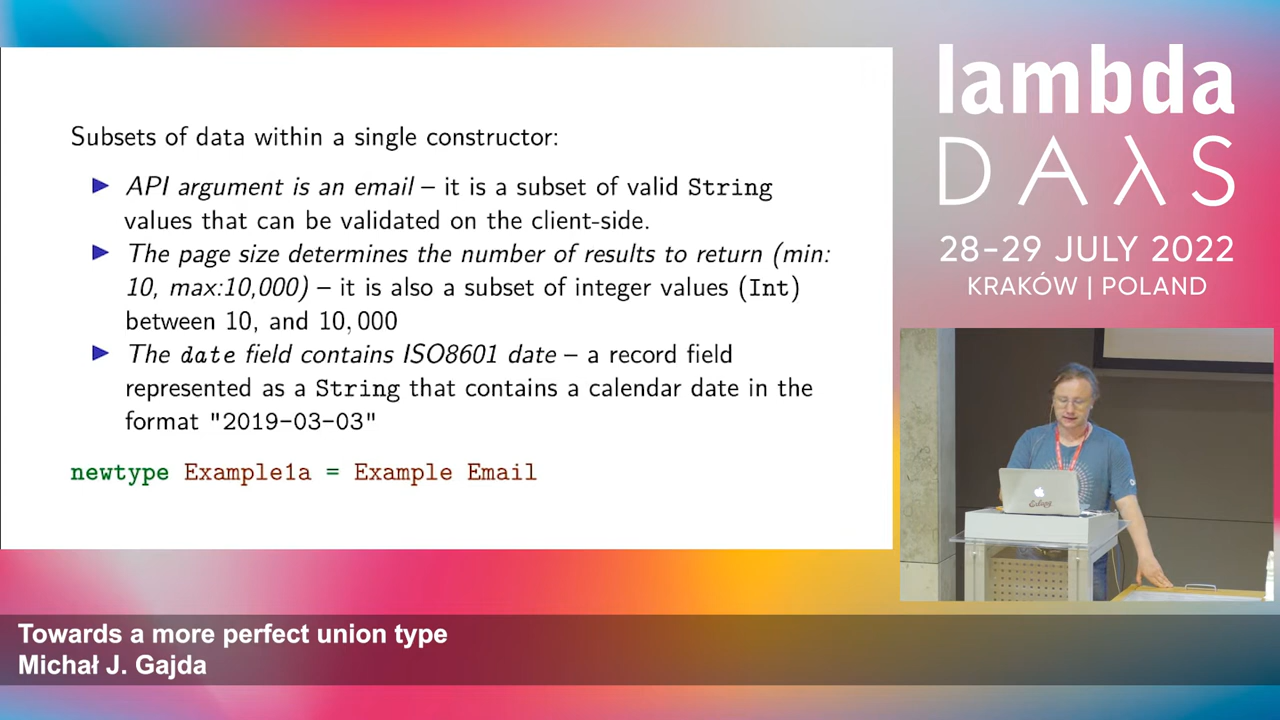 Subsets of data within a single constructor:
▶ API argument is an email – it is a subset of valid String
values that can be validated on the client-side.
▶ The page size determines the number of results to return (min:
10, max:10,000) – it is also a subset of integer values (Int)
between 10, and 10,000
▶ The date field contains ISO8601 date – a record field
represented as a String that contains a calendar date in the
format "2019-03-03"
newtype Example1a = Example Email
lambda
DAλS
28–29 JULY 2022
KRAKÓW | POLAND
Towards a more perfect union type
Michał J. Gajda